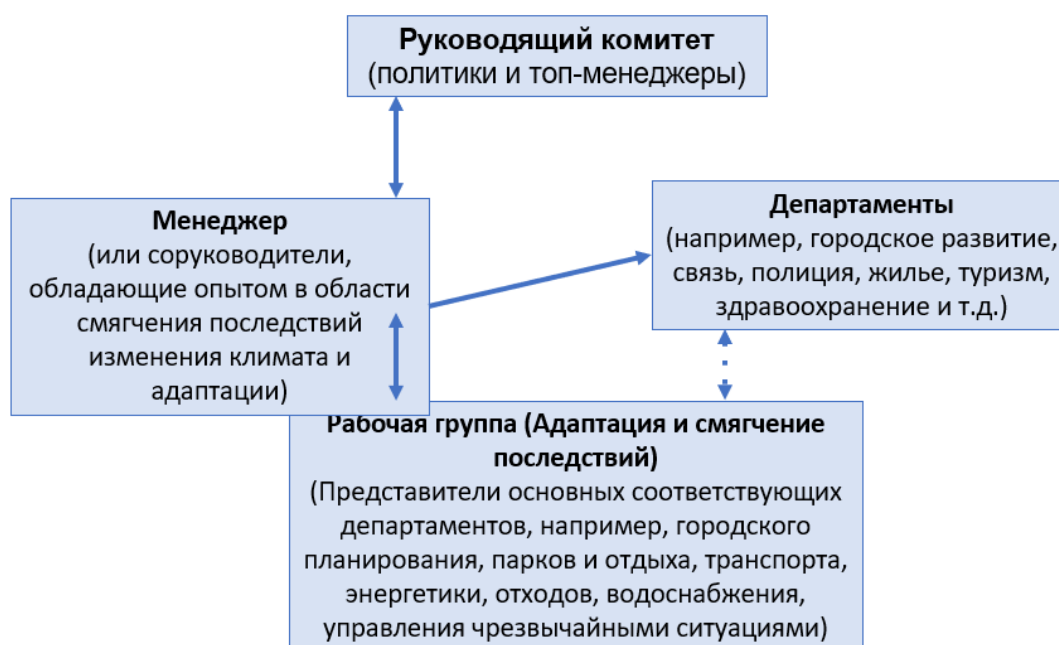 Руководящий комитет
(политики и топ-менеджеры)
Менеджер
(или соруководители,
обладающие опытом в области
смягчения последствий
изменения климата и
адаптации)
Департаменты
(например, городское развитие,
связь, полиция, жилье, туризм,
здравоохранение и т.д.)
Рабочая группа (Адаптация и смягчение
последствий)
(Представители основных соответствующих
департаментов, например, городского
планирования, парков и отдыха, транспорта,
энергетики, отходов, водоснабжения,
управления чрезвычайными ситуациями)